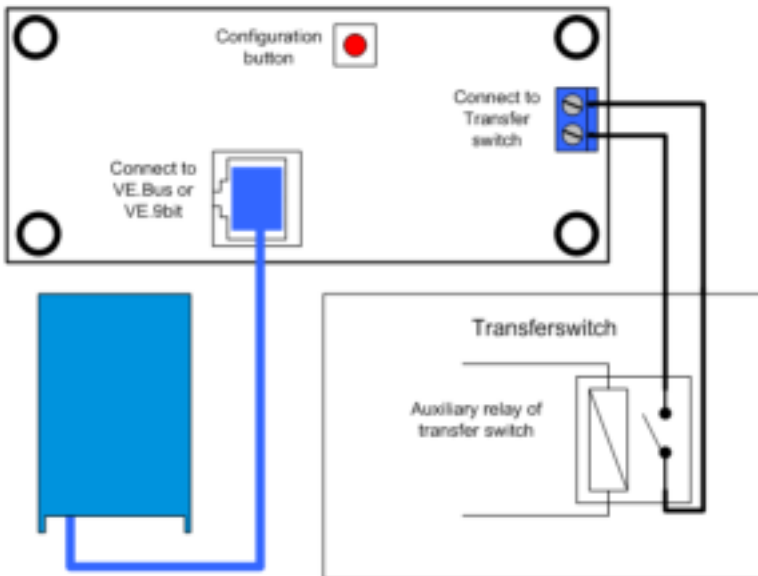 Configuration
button
Connect to
Transfer
switch
Connect to
VE.Bus or
VE.9bit
Transferswitch
Auxiliary relay of
transfer switch